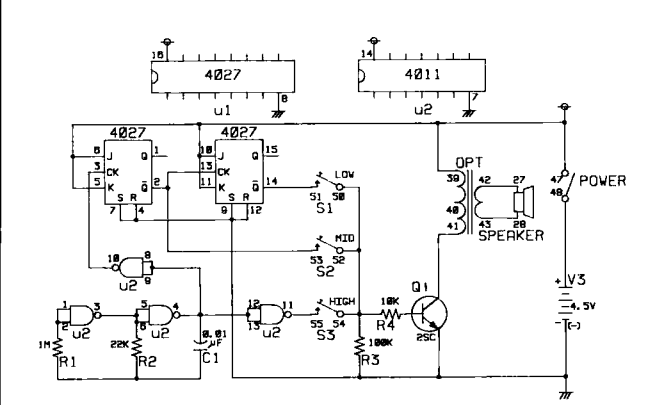 16
14
4027
4011
8
7
u1
u2
4027
4027
6 J Q 1
10 J Q 15
3 CK
13 CK
5 K Q 2
11 K Q 14
S R
S R
7 4
9 12
LOW
51 50
S1
MID
53 52
S2
HIGH
55 54
S3
OPT
39 42 27
40
41 43 28
SPEAKER
47
48
POWER
10 8
9
u2
1
2
3
u2
5
6
4
u2
12
13
11
u2
0.01
µF
C1
1M
R1
22K
R2
10K
R4
100K
R3
Q1
2SC
+ V3
4.5V
(-)